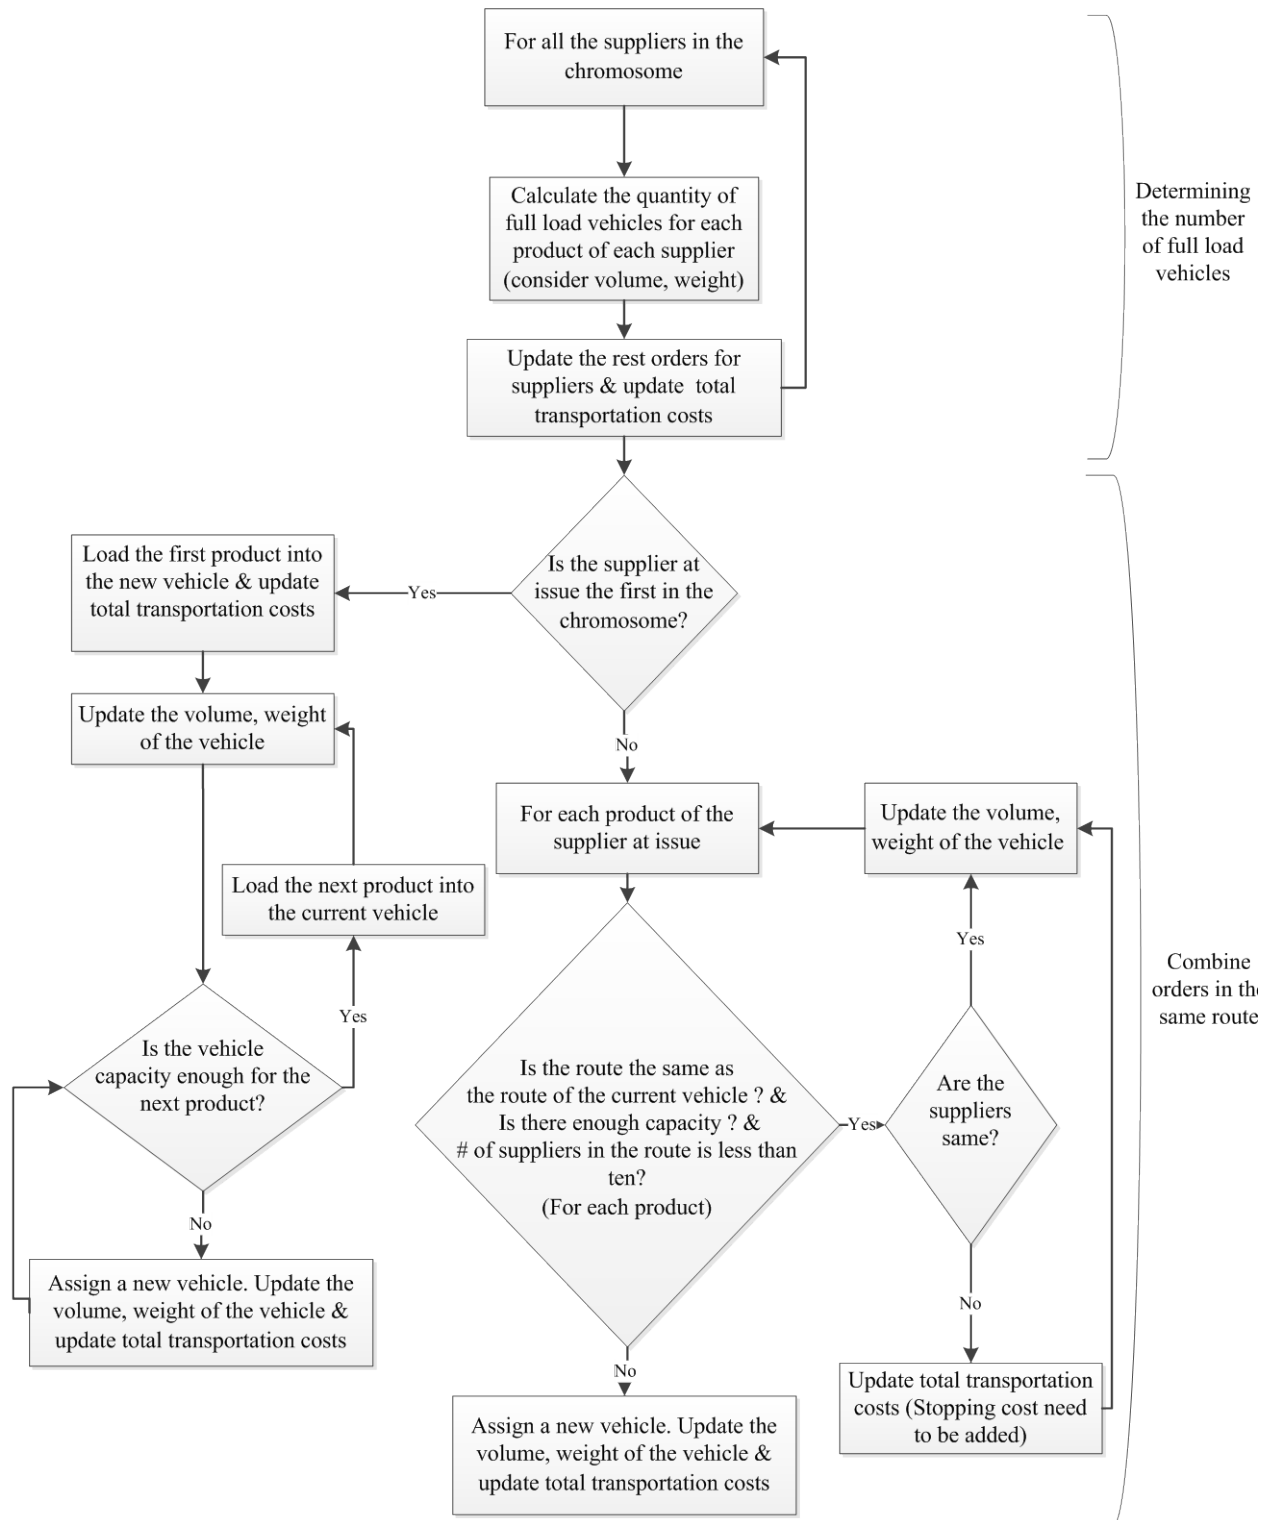 For all the suppliers in the
chromosome
Calculate the quantity of
full load vehicles for each
product of each supplier
(consider volume, weight)
Update the rest orders for
suppliers & update total
transportation costs
Determining
the number
of full load
vehicles
Is the supplier at
issue the first in the
chromosome?
Yes
No
Load the first product into
the new vehicle & update
total transportation costs
Update the volume, weight
of the vehicle
Load the next product into
the current vehicle
Yes
Is the vehicle
capacity enough for the
next product?
No
Assign a new vehicle. Update the
volume, weight of the vehicle &
update total transportation costs
For each product of the
supplier at issue
Update the volume,
weight of the vehicle
Yes
Is the route the same as
the route of the current vehicle ? &
Is there enough capacity ? &
# of suppliers in the route is less than
ten?
(For each product)
Yes
Are the
suppliers
same?
No
Update total transportation
costs (Stopping cost need
to be added)
No
Assign a new vehicle. Update the
volume, weight of the vehicle &
update total transportation costs
Combine
orders in th
same route